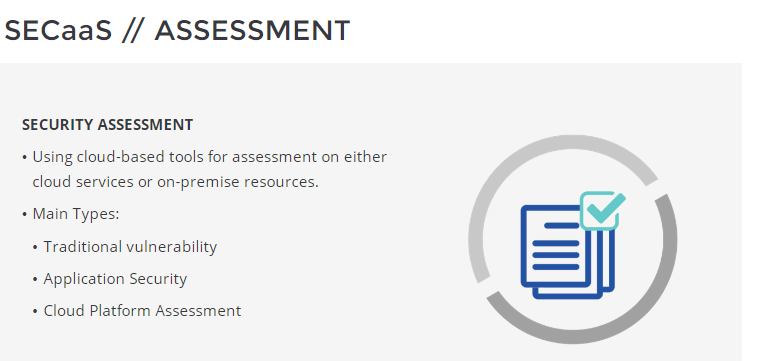 SECaaS // ASSESSMENT
SECURITY ASSESSMENT
• Using cloud-based tools for assessment on either
cloud services or on-premise resources.
• Main Types:
• Traditional vulnerability
• Application Security
• Cloud Platform Assessment